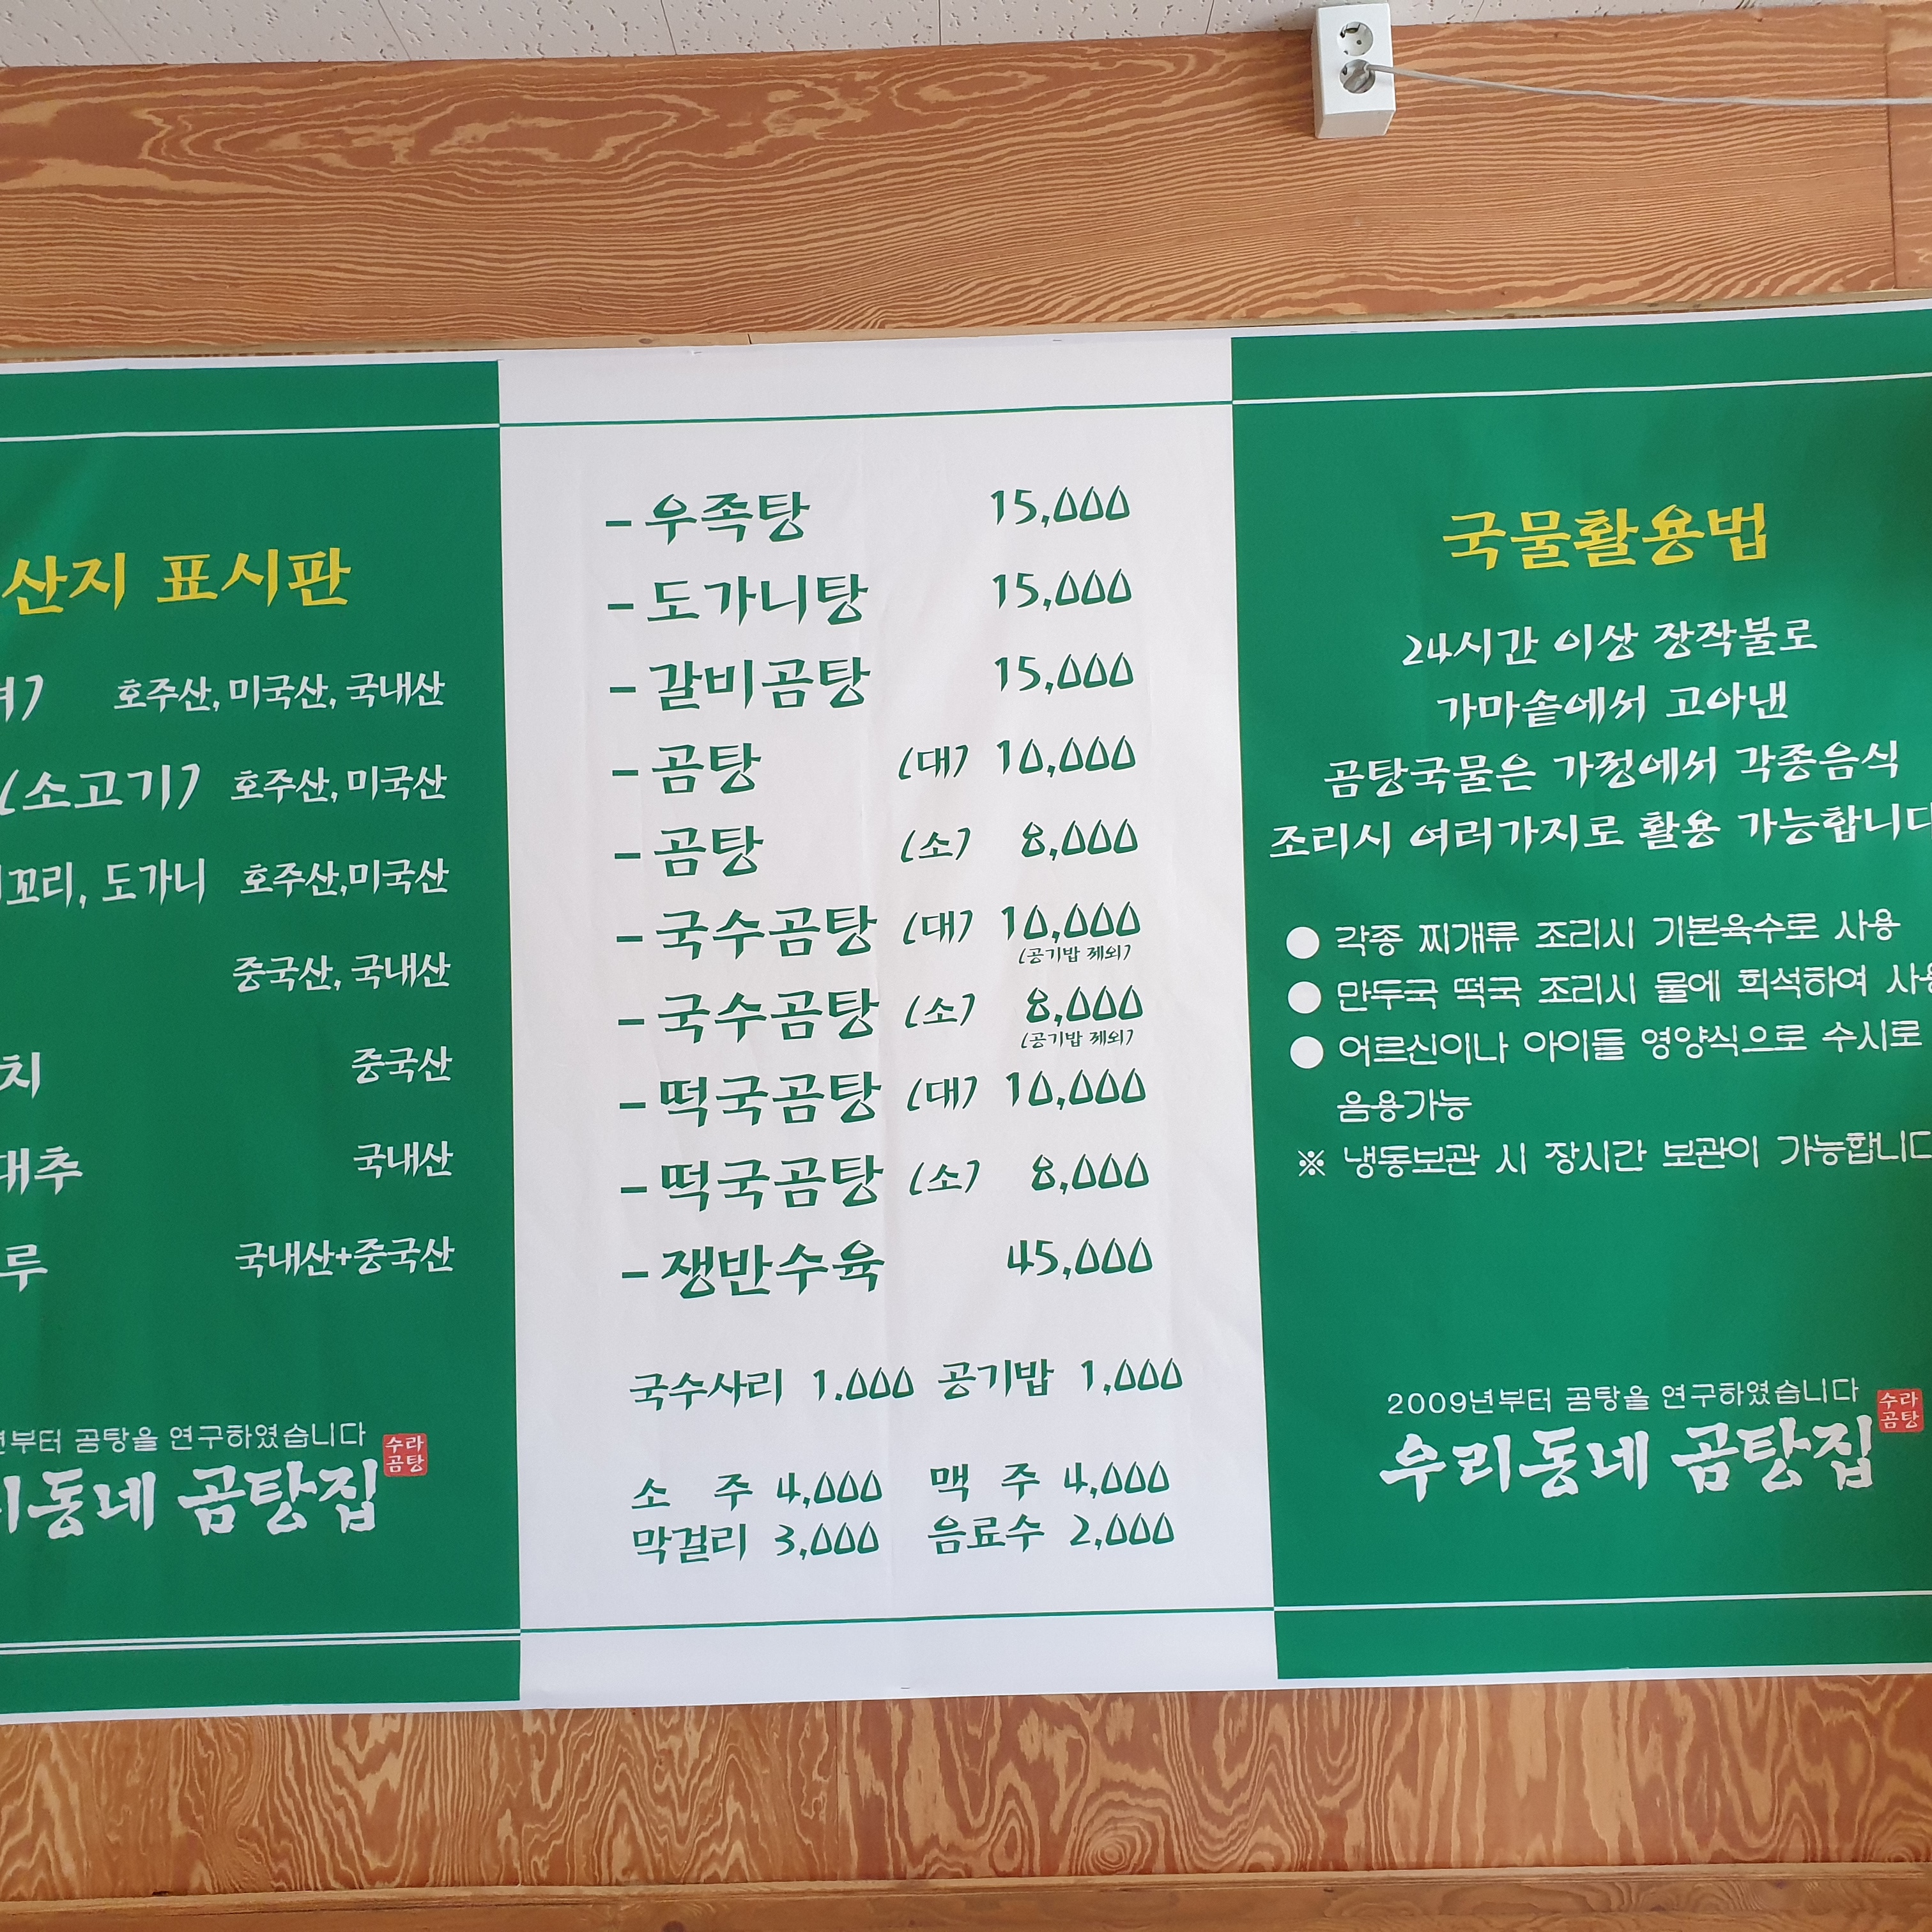 산지 표시판
호주산, 미국산, 국내산
(소고기) 호주산, 미국산
꼬리, 도가니 호주산,미국산
중국산, 국내산
치 중국산
대추 국내산
루 국내산+중국산
년부터 곰탕을 연구하였습니다
수라
곰탕
리동네 곰탕집
- 우족탕 15,000
- 도가니탕 15,000
- 갈비곰탕 15,000
- 곰탕 (대) 10,000
- 곰탕 (소) 8,000
- 국수곰탕 (대) 10,000
(공기밥 제외)
- 국수곰탕 (소) 8,000
(공기밥 제외)
- 떡국곰탕 (대) 10,000
- 떡국곰탕 (소) 8,000
- 쟁반수육 45,000
국수사리 1.000 공기밥 1,000
소 주 4,000 맥 주 4,000
막걸리 3,000 음료수 2,000
국물활용법
24시간 이상 장작불로
가마솥에서 고아낸
곰탕국물은 가정에서 각종음식
조리시 여러가지로 활용 가능합니다
● 각종 찌개류 조리시 기본육수로 사용
● 만두국 떡국 조리시 물에 희석하여 사용
● 어르신이나 아이들 영양식으로 수시로
음용가능
※ 냉동보관 시 장시간 보관이 가능합니다
2009년부터 곰탕을 연구하였습니다
수라
곰탕
우리동네 곰탕집